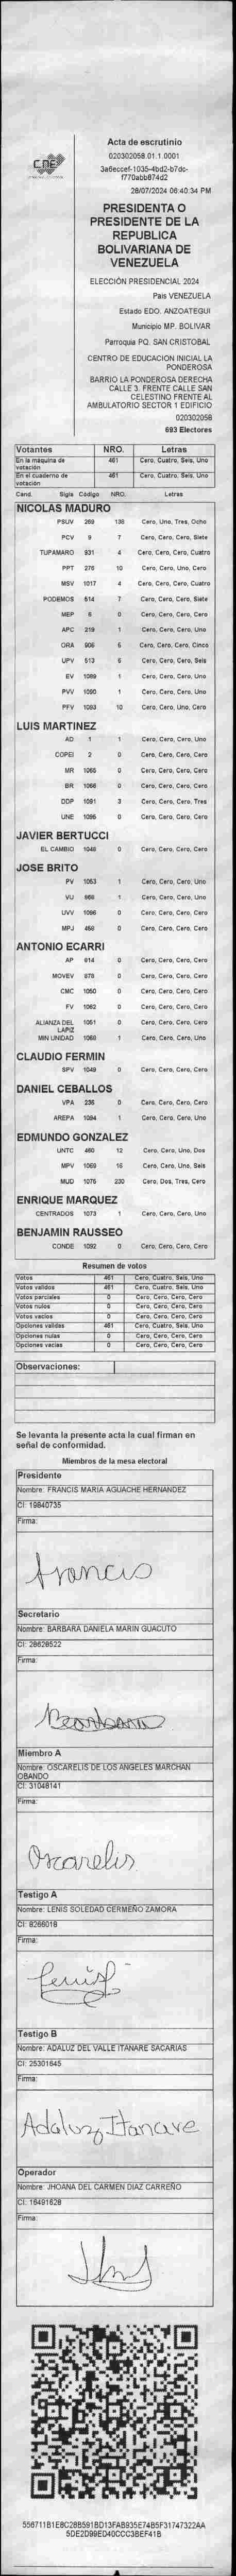 CNE
Acta de escrutinio
020302058.01.1.0001
3a6eccef-1035-4bd2-b7dc-
f770abb874d2
28/07/2024 06:40:34 PM
PRESIDENTA O
PRESIDENTE DE LA
REPUBLICA
BOLIVARIANA DE
VENEZUELA
ELECCIÓN PRESIDENCIAL 2024
Pais VENEZUELA
Estado EDO. ANZOATEGUI
Municipio MP. BOLIVAR
Parroquia PQ. SAN CRISTOBAL
CENTRO DE EDUCACION INICIAL LA
PONDEROSA
BARRIO LA PONDEROSA DERECHA
CALLE 3. FRENTE CALLE SAN
CELESTINO FRENTE AL
AMBULATORIO SECTOR 1 EDIFICIO
020302058
693 Electores
Votantes NRO. Letras
En la maquina de votación 461 Cero, Cuatro, Seis, Uno
En el cuaderno de votación 461 Cero, Cuatro, Seis, Uno
Cand. Sigla Código NRO. Letras
NICOLAS MADURO
PSUV 269 138 Cero, Uno, Tres, Ocho
PCV 9 7 Cero, Cero, Cero, Siete
TUPAMARO 931 4 Cero, Cero, Cero, Cuatro
PPT 276 10 Cero, Cero, Uno, Cero
MSV 1017 4 Cero, Cero, Cero, Cuatro
PODEMOS 514 7 Cero, Cero, Cero, Siete
MEP 6 0 Cero, Cero, Cero, Cero
APC 219 1 Cero, Cero, Cero, Uno
ORA 906 5 Cero, Cero, Cero, Cinco
UPV 513 6 Cero, Cero, Cero, Seis
EV 1089 1 Cero, Cero, Cero, Uno
PVV 1090 1 Cero, Cero, Cero, Uno
PFV 1093 10 Cero, Cero, Uno, Cero
LUIS MARTINEZ
AD 1 1 Cero, Cero, Cero, Uno
COPEI 2 0 Cero, Cero, Cero, Cero
MR 1065 0 Cero, Cero, Cero, Cero
BR 1066 0 Cero, Cero, Cero, Cero
DDP 1091 3 Cero, Cero, Cero, Tres
UNE 1095 0 Cero, Cero, Cero, Cero
JAVIER BERTUCCI
EL CAMBIO 1048 0 Cero, Cero, Cero, Cero
JOSE BRITO
PV 1053 1 Cero, Cero, Cero, Uno
VU 868 1 Cero, Cero, Cero, Uno
UVV 1096 0 Cero, Cero, Cero, Cero
MPJ 458 0 Cero, Cero, Cero, Cero
ANTONIO ECARRI
AP 914 0 Cero, Cero, Cero, Cero
MOVEV 978 0 Cero, Cero, Cero, Cero
CMC 1050 0 Cero, Cero, Cero, Cero
FV 1062 0 Cero, Cero, Cero, Cero
ALIANZA DEL LAPIZ 1051 0 Cero, Cero, Cero, Cero
MIN UNIDAD 1068 1 Cero, Cero, Cero, Uno
CLAUDIO FERMIN
SPV 1049 0 Cero, Cero, Cero, Cero
DANIEL CEBALLOS
VPA 236 0 Cero, Cero, Cero, Cero
AREPA 1094 1 Cero, Cero, Cero, Uno
EDMUNDO GONZALEZ
UNTC 460 12 Cero, Cero, Uno, Dos
MPV 1069 16 Cero, Cero, Uno, Seis
MUD 1076 230 Cero, Dos, Tres, Cero
ENRIQUE MARQUEZ
CENTRADOS 1073 1 Cero, Cero, Cero, Uno
BENJAMIN RAUSSEO
CONDE 1092 0 Cero, Cero, Cero, Cero
Resumen de votos
Votos 461 Cero, Cuatro, Seis, Uno
Votos validos 461 Cero, Cuatro, Seis, Uno
Votos parciales 0 Cero, Cero, Cero, Cero
Votos nulos 0 Cero, Cero, Cero, Cero
Votos vacíos 0 Cero, Cero, Cero, Cero
Opciones validas 461 Cero, Cuatro, Seis, Uno
Opciones nulas 0 Cero, Cero, Cero, Cero
Opciones vacias 0 Cero, Cero, Cero, Cero
Observaciones:
Se levanta la presente acta la cual firman en
señal de conformidad.
Miembros de la mesa electoral
Presidente
Nombre: FRANCIS MARIA AGUACHE HERNANDEZ
CI: 19840735
Firma:
Francis
Secretario
Nombre: BARBARA DANIELA MARIN GUACUTO
CI: 28628522
Firma:
Miembro A
Nombre: OSCARELIS DE LOS ANGELES MARCHAN
OBANDO
CI: 31048141
Firma:
Oscarelis
Testigo A
Nombre: LENIS SOLEDAD CERMEÑO ZAMORA
CI: 8266018
Firma:
Testigo B
Nombre: ADALUZ DEL VALLE ITANARE SACARIAS
CI: 25301645
Firma:
Adaluz Itanare
Operador
Nombre: JHOANA DEL CARMEN DIAZ CARREÑO
CI: 16491628
Firma:
556711B1E8C28B591BD13FAB935E74B5F31747322AA
5DE2D99ED40CCC3BEF41B